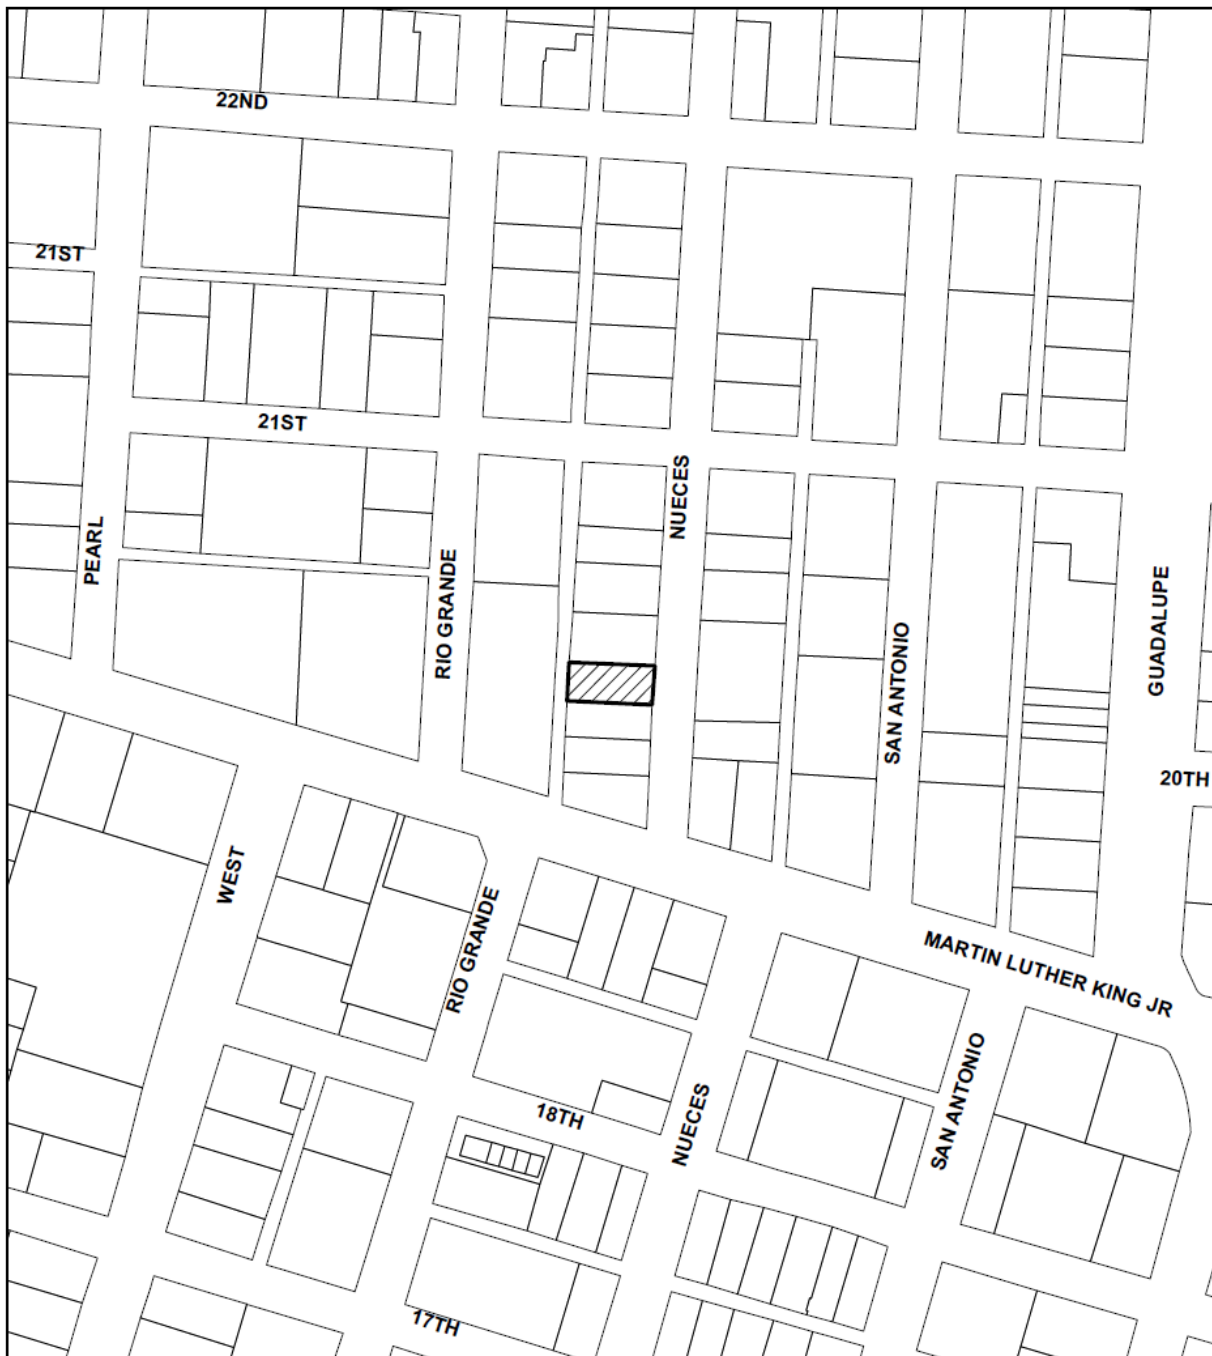 22ND
21ST
21ST
NUECES
PEARL
RIO GRANDE
GUADALUPE
SAN ANTONIO
20TH
WEST
RIO GRANDE
MARTIN LUTHER KING JR
SAN ANTONIO
NUECES
18TH
17TH